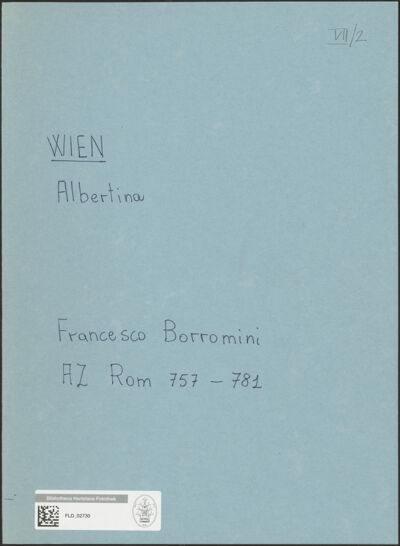 VII/2
WIEN
Albertina
Francesco Borromini
AZ Rom 757 – 781
Bibliotheca Hertziana Fotothek
FLD_02730